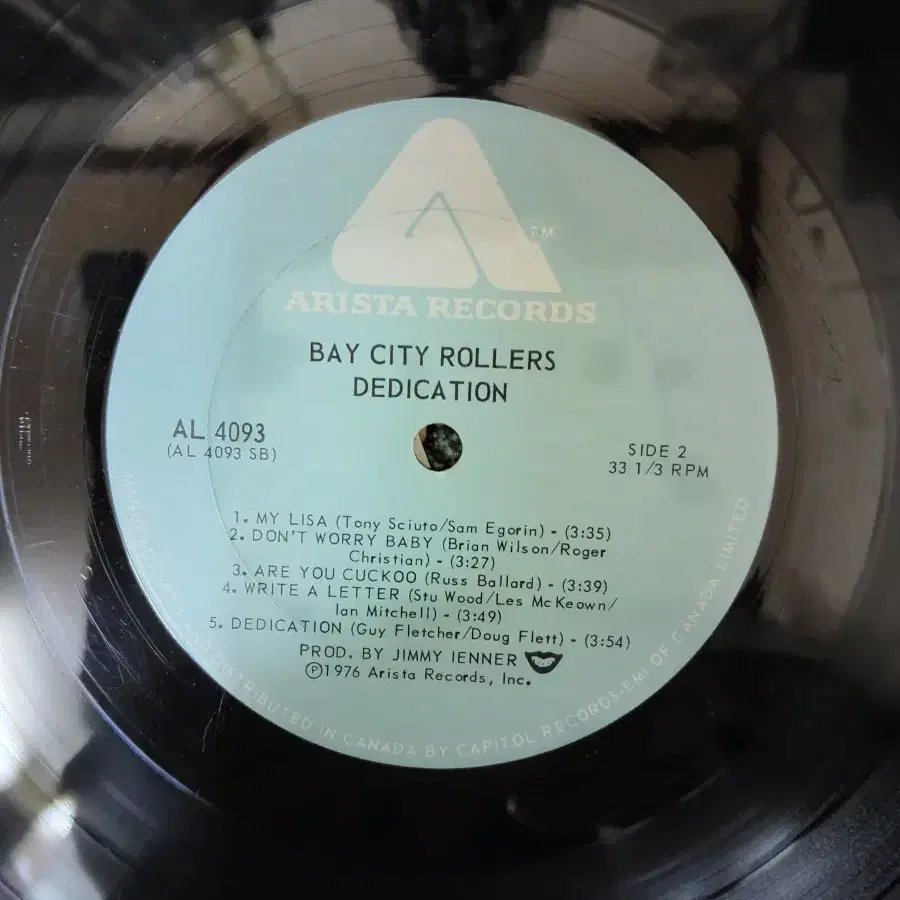 TM
ARISTA RECORDS
BAY CITY ROLLERS
DEDICATION
AL 4093
(AL 4093 SB)
SIDE 2
33 1/3 RPM
1. MY LISA (Tony Sciuto/Sam Egorin) - (3:35)
2. DON'T WORRY BABY (Brian Wilson/Roger
Christian) - (3:27)
3. ARE YOU CUCKOO (Russ Ballard) - (3:39)
4. WRITE A LETTER (Stu Wood/Les McKeown/
Ian Mitchell) - (3:49)
5. DEDICATION (Guy Fletcher/Doug Flett) - (3:54)
PROD. BY JIMMY IENNER
Ⓟ1976 Arista Records, Inc.
MANUFACTURED AND DISTRIBUTED IN CANADA BY CAPITOL RECORDS-EMI OF CANADA LIMITED